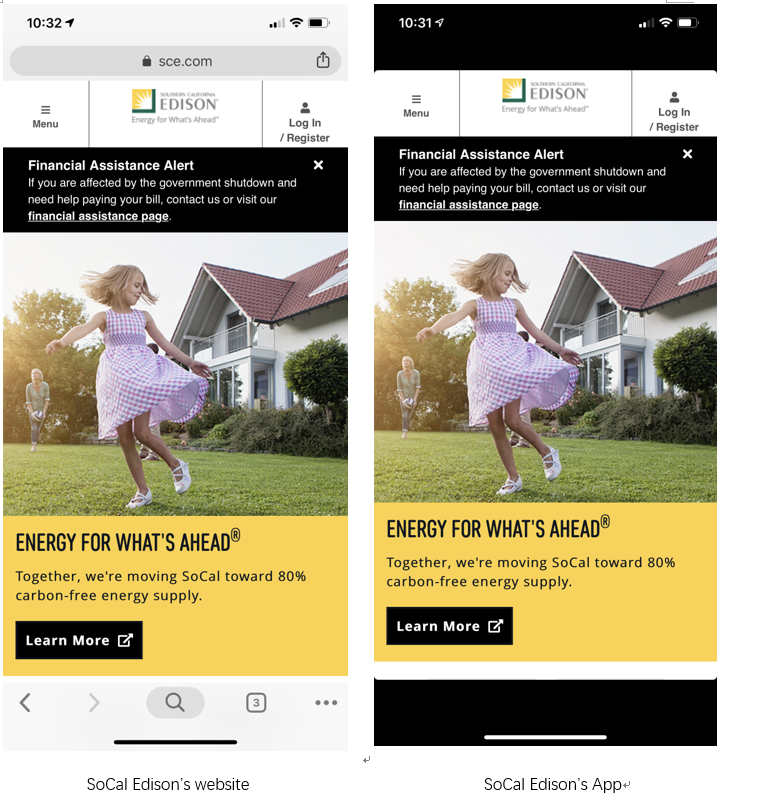 10:32
sce.com
Menu
SOUTHERN CALIFORNIA
EDISON
Energy for What's Ahead℠
Log In
/ Register
Financial Assistance Alert
If you are affected by the government shutdown and
need help paying your bill, contact us or visit our
financial assistance page.
ENERGY FOR WHAT'S AHEAD®
Together, we're moving SoCal toward 80%
carbon-free energy supply.
Learn More
3
SoCal Edison's website
10:31
Menu
SOUTHERN CALIFORNIA
EDISON
Energy for What's Ahead℠
Log In
/ Register
Financial Assistance Alert
If you are affected by the government shutdown and
need help paying your bill, contact us or visit our
financial assistance page.
ENERGY FOR WHAT'S AHEAD®
Together, we're moving SoCal toward 80%
carbon-free energy supply.
Learn More
SoCal Edison's App